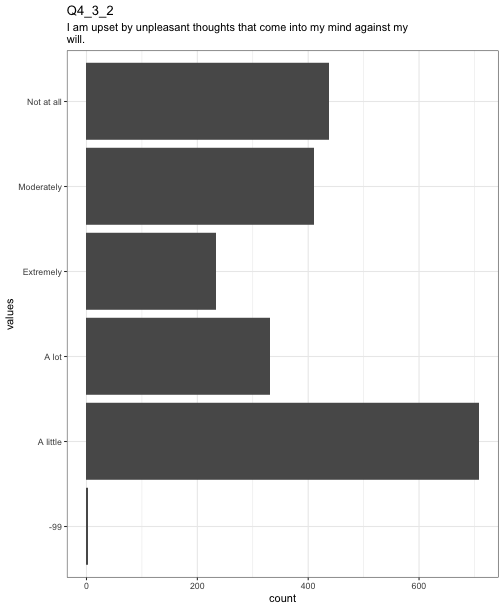 Q4_3_2
I am upset by unpleasant thoughts that come into my mind against my
will.
Not at all
Moderately
Extremely
A lot
A little
-99
values
0 200 400 600
count